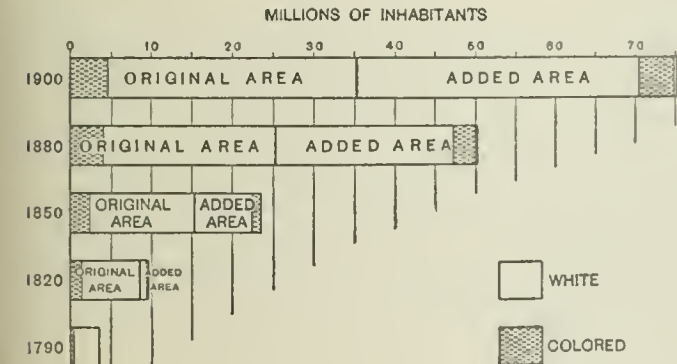 MILLIONS OF INHABITANTS
0 10 20 30 40 50 60 70
1900 ORIGINAL AREA ADDED AREA
1880 ORIGINAL AREA ADDED AREA
1850 ORIGINAL AREA ADDED AREA
1820 ORIGINAL AREA ADDED AREA
WHITE
1790
COLORED